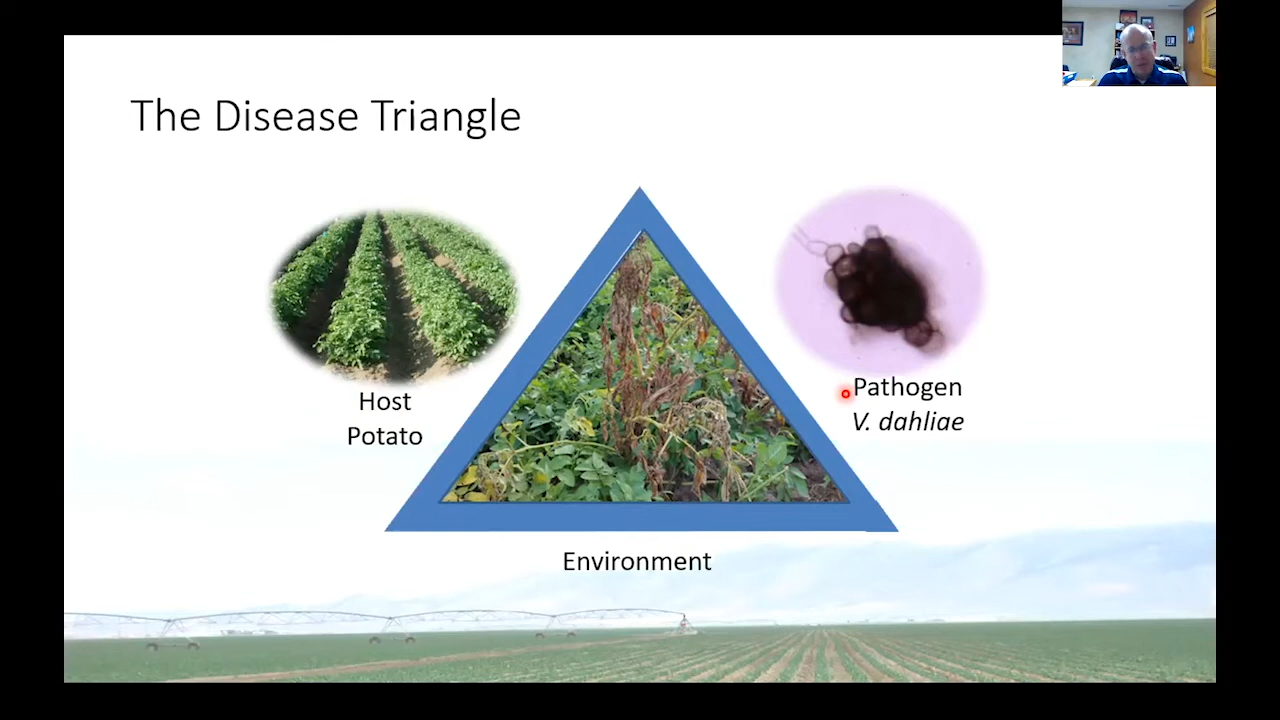 The Disease Triangle
Host
Potato
Pathogen
V. dahliae
Environment